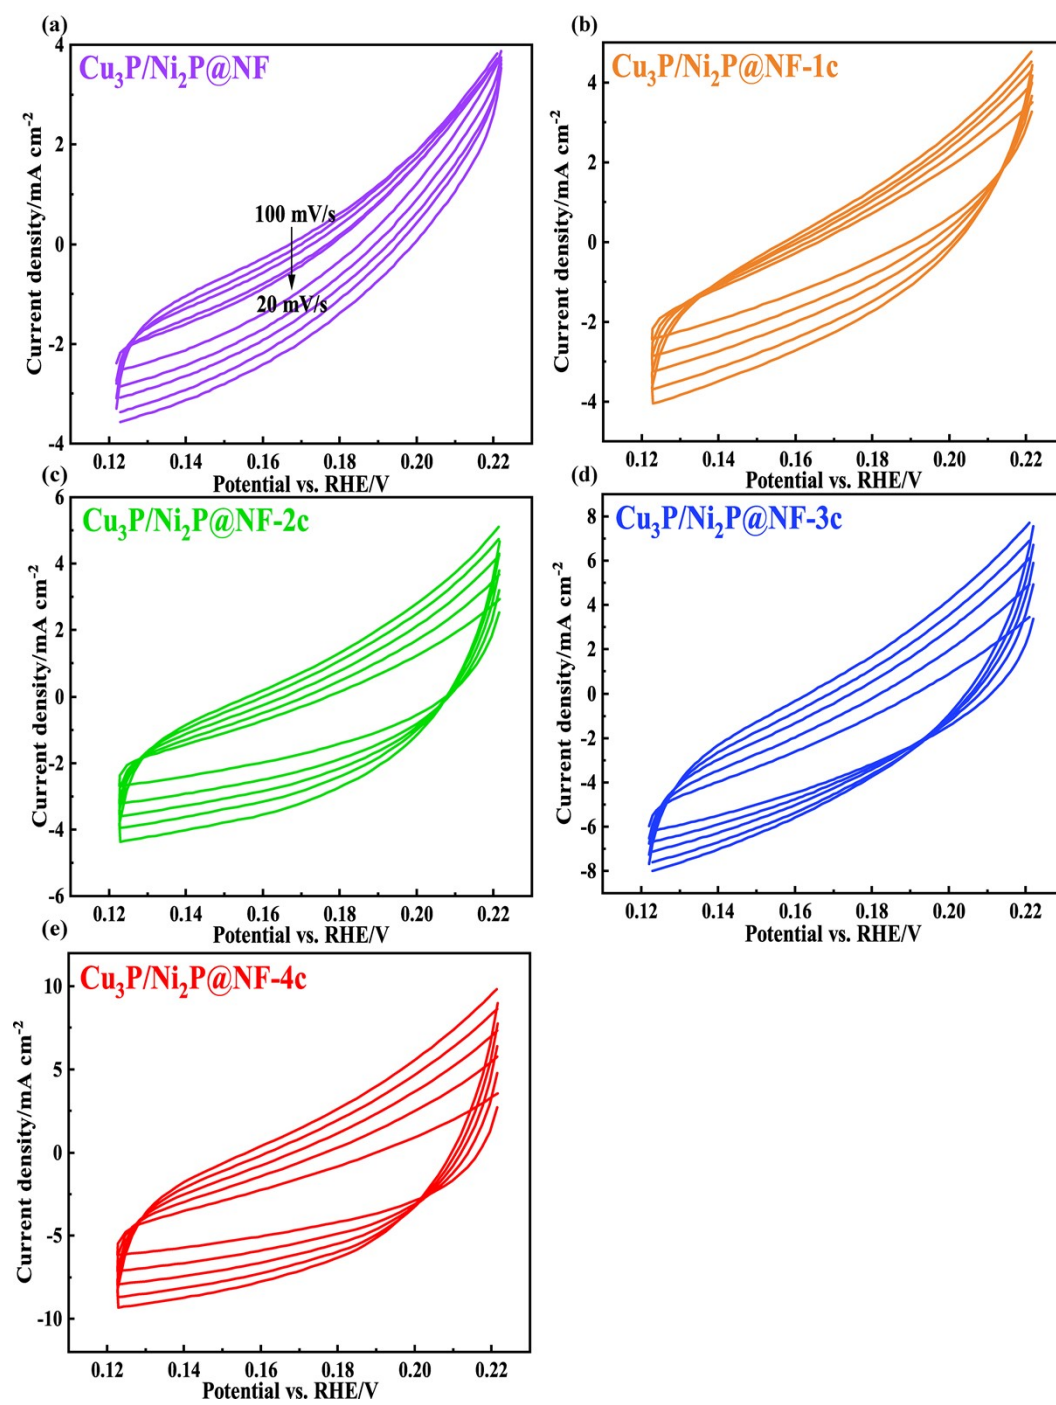 (a)
Cu₃P/Ni₂P@NF
Current density/mA cm⁻²
4
2
0
-2
-4
100 mV/s
20 mV/s
0.12 0.14 0.16 0.18 0.20 0.22
Potential vs. RHE/V
(b)
Cu₃P/Ni₂P@NF-1c
Current density/mA cm⁻²
4
2
0
-2
-4
0.12 0.14 0.16 0.18 0.20 0.22
Potential vs. RHE/V
(c)
Cu₃P/Ni₂P@NF-2c
Current density/mA cm⁻²
6
4
2
0
-2
-4
-6
0.12 0.14 0.16 0.18 0.20 0.22
Potential vs. RHE/V
(d)
Cu₃P/Ni₂P@NF-3c
Current density/mA cm⁻²
8
6
4
2
0
-2
-4
-6
-8
0.12 0.14 0.16 0.18 0.20 0.22
Potential vs. RHE/V
(e)
Cu₃P/Ni₂P@NF-4c
Current density/mA cm⁻²
10
5
0
-5
-10
0.12 0.14 0.16 0.18 0.20 0.22
Potential vs. RHE/V